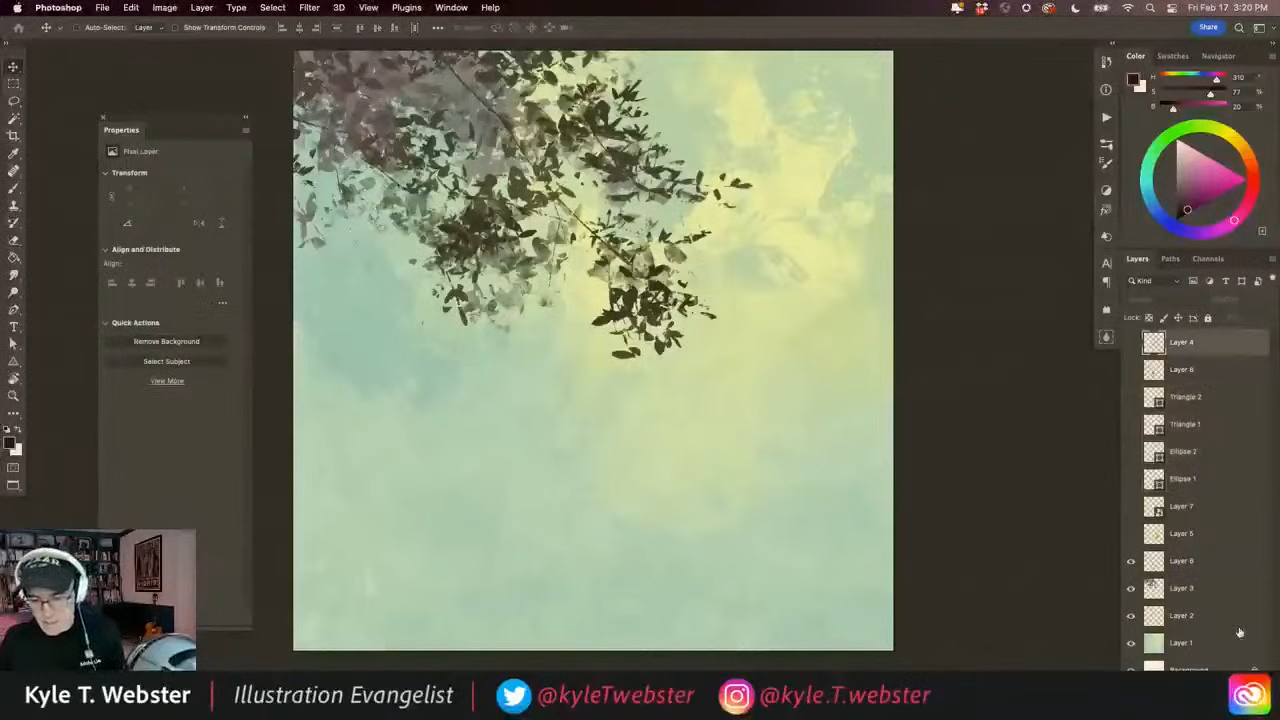 Photoshop File Edit Image Layer Type Select Filter 3D View Plugins Window Help
Fri Feb 17 3:20 PM
Auto-Select: Layer Show Transform Controls
Share
Color Swatches Navigator
H 310 °
S 77 %
B 20 %
Properties
Pixel Layer
Transform
Align and Distribute
Align:
Quick Actions
Remove Background
Select Subject
View More
Layers Paths Channels
Kind
Lock:
Layer 4
Layer 8
Triangle 2
Triangle 1
Ellipse 2
Ellipse 1
Layer 7
Layer 5
Layer 6
Layer 3
Layer 2
Layer 1
Background
Kyle T. Webster | Illustration Evangelist | @kyleTwebster @kyle.T.webster